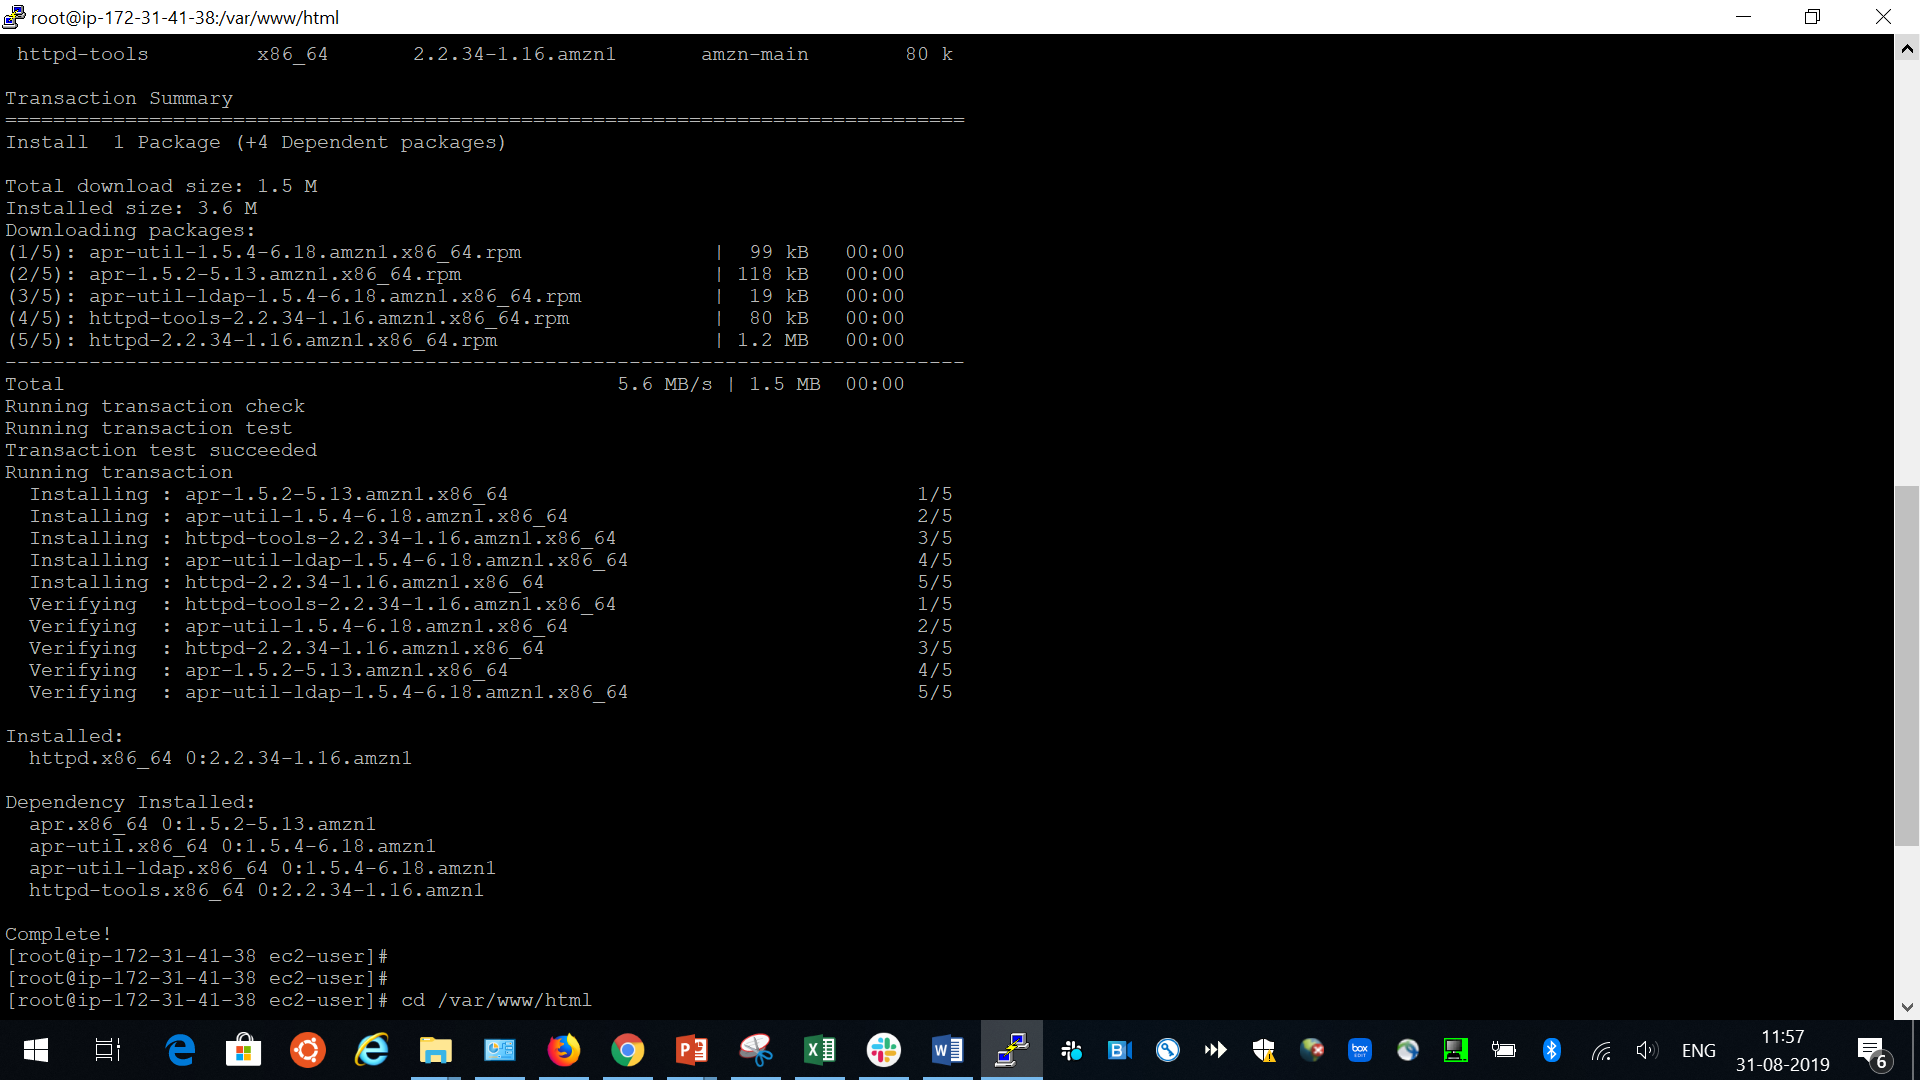 root@ip-172-31-41-38:/var/www/html
httpd-tools x86_64 2.2.34-1.16.amzn1 amzn-main 80 k
Transaction Summary
================================================================================
Install  1 Package (+4 Dependent packages)
Total download size: 1.5 M
Installed size: 3.6 M
Downloading packages:
(1/5): apr-util-1.5.4-6.18.amzn1.x86_64.rpm | 99 kB 00:00
(2/5): apr-1.5.2-5.13.amzn1.x86_64.rpm | 118 kB 00:00
(3/5): apr-util-ldap-1.5.4-6.18.amzn1.x86_64.rpm | 19 kB 00:00
(4/5): httpd-tools-2.2.34-1.16.amzn1.x86_64.rpm | 80 kB 00:00
(5/5): httpd-2.2.34-1.16.amzn1.x86_64.rpm | 1.2 MB 00:00
--------------------------------------------------------------------------------
Total 5.6 MB/s | 1.5 MB 00:00
Running transaction check
Running transaction test
Transaction test succeeded
Running transaction
Installing : apr-1.5.2-5.13.amzn1.x86_64 1/5
Installing : apr-util-1.5.4-6.18.amzn1.x86_64 2/5
Installing : httpd-tools-2.2.34-1.16.amzn1.x86_64 3/5
Installing : apr-util-ldap-1.5.4-6.18.amzn1.x86_64 4/5
Installing : httpd-2.2.34-1.16.amzn1.x86_64 5/5
Verifying  : httpd-tools-2.2.34-1.16.amzn1.x86_64 1/5
Verifying  : apr-util-1.5.4-6.18.amzn1.x86_64 2/5
Verifying  : httpd-2.2.34-1.16.amzn1.x86_64 3/5
Verifying  : apr-1.5.2-5.13.amzn1.x86_64 4/5
Verifying  : apr-util-ldap-1.5.4-6.18.amzn1.x86_64 5/5
Installed:
httpd.x86_64 0:2.2.34-1.16.amzn1
Dependency Installed:
apr.x86_64 0:1.5.2-5.13.amzn1
apr-util.x86_64 0:1.5.4-6.18.amzn1
apr-util-ldap.x86_64 0:1.5.4-6.18.amzn1
httpd-tools.x86_64 0:2.2.34-1.16.amzn1
Complete!
[root@ip-172-31-41-38 ec2-user]#
[root@ip-172-31-41-38 ec2-user]#
[root@ip-172-31-41-38 ec2-user]# cd /var/www/html
box
ENG
11:57
31-08-2019
6